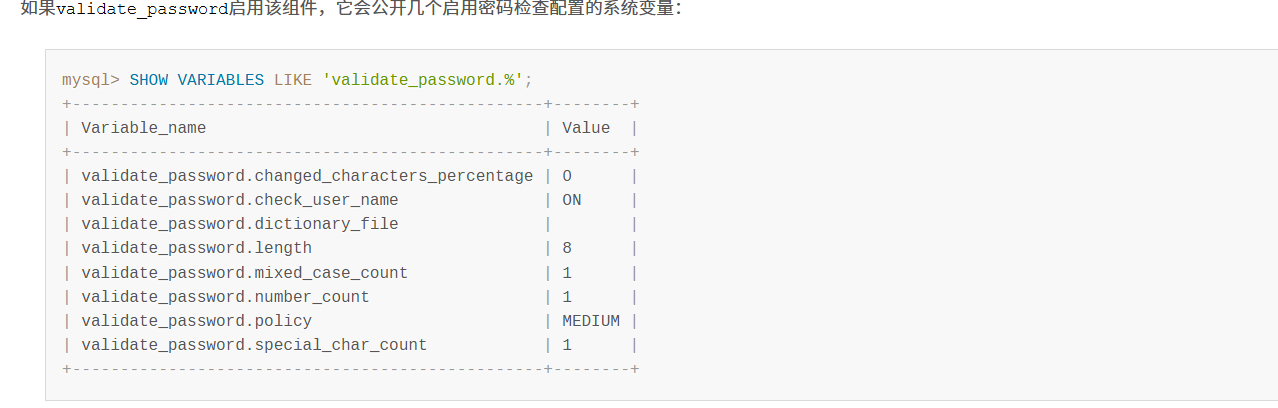 如果validate_password启用该组件，它会公开几个启用密码检查配置的系统变量：
mysql> SHOW VARIABLES LIKE 'validate_password.%';
+-------------------------------------------------+--------+
| Variable_name                                   | Value  |
+-------------------------------------------------+--------+
| validate_password.changed_characters_percentage | 0      |
| validate_password.check_user_name               | ON     |
| validate_password.dictionary_file               |        |
| validate_password.length                        | 8      |
| validate_password.mixed_case_count              | 1      |
| validate_password.number_count                  | 1      |
| validate_password.policy                        | MEDIUM |
| validate_password.special_char_count            | 1      |
+-------------------------------------------------+--------+